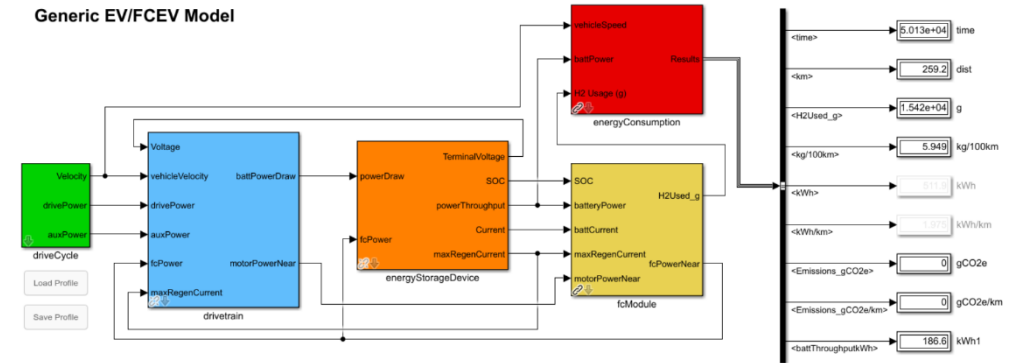 Generic EV/FCEV Model
Velocity
drivePower
auxPower
driveCycle
Load Profile
Save Profile
Voltage
vehicleVelocity
drivePower
auxPower
fcPower
maxRegenCurrent
battPowerDraw
motorPowerNear
drivetrain
powerDraw
fcPower
TerminalVoltage
SOC
powerThroughput
Current
maxRegenCurrent
energyStorageDevice
vehicleSpeed
battPower
H2 Usage (g)
Results
energyConsumption
SOC
batteryPower
battCurrent
maxRegenCurrent
motorPowerNear
H2Used_g
fcPowerNear
fcModule
<time>
5.013e+04
time
<km>
259.2
dist
<H2Used_g>
1.542e+04
g
<kg/100km>
5.949
kg/100km
<kWh>
kWh
<kWh/km>
kWh/km
<Emissions_gCO2e>
0
gCO2e
<Emissions_gCO2e/km>
0
gCO2e/km
<battThroughputkWh>
186.6
kWh1